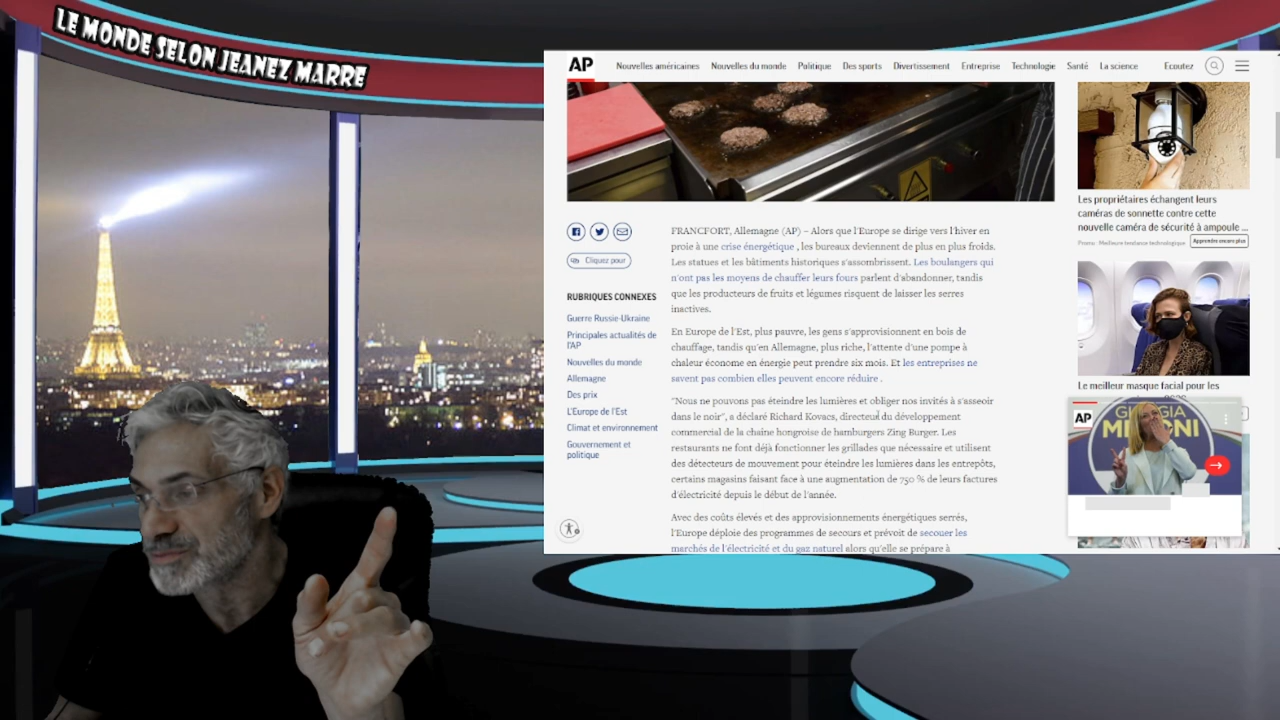 LE MONDE SELON JEANEZ MARRE
AP
Nouvelles américaines Nouvelles du monde Politique Des sports Divertissement Entreprise Technologie Santé La science Ecoutez
Cliquez pour
RUBRIQUES CONNEXES
Guerre Russie-Ukraine
Principales actualités de
l'AP
Nouvelles du monde
Allemagne
Des prix
L'Europe de l'Est
Climat et environnement
Gouvernement et
politique
FRANCFORT, Allemagne (AP) – Alors que l'Europe se dirige vers l'hiver en
proie à une crise énergétique , les bureaux deviennent de plus en plus froids.
Les statues et les bâtiments historiques s'assombrissent. Les boulangers qui
n'ont pas les moyens de chauffer leurs fours parlent d'abandonner, tandis
que les producteurs de fruits et légumes risquent de laisser les serres
inactives.
En Europe de l'Est, plus pauvre, les gens s'approvisionnent en bois de
chauffage, tandis qu'en Allemagne, plus riche, l'attente d'une pompe à
chaleur économe en énergie peut prendre six mois. Et les entreprises ne
savent pas combien elles peuvent encore réduire .
"Nous ne pouvons pas éteindre les lumières et obliger nos invités à s'asseoir
dans le noir", a déclaré Richard Kovacs, directeur du développement
commercial de la chaîne hongroise de hamburgers Zing Burger. Les
restaurants ne font déjà fonctionner les grillades que nécessaire et utilisent
des détecteurs de mouvement pour éteindre les lumières dans les entrepôts,
certains magasins faisant face à une augmentation de 750 % de leurs factures
d'électricité depuis le début de l'année.
Avec des coûts élevés et des approvisionnements énergétiques serrés,
l'Europe déploie des programmes de secours et prévoit de secouer les
marchés de l'électricité et du gaz naturel alors qu'elle se prépare à
Les propriétaires échangent leurs
caméras de sonnette contre cette
nouvelle caméra de sécurité à ampoule ...
Promo : Meilleure tendance technologique Apprendre encore plus
Le meilleur masque facial pour les
AP
GIORGIA